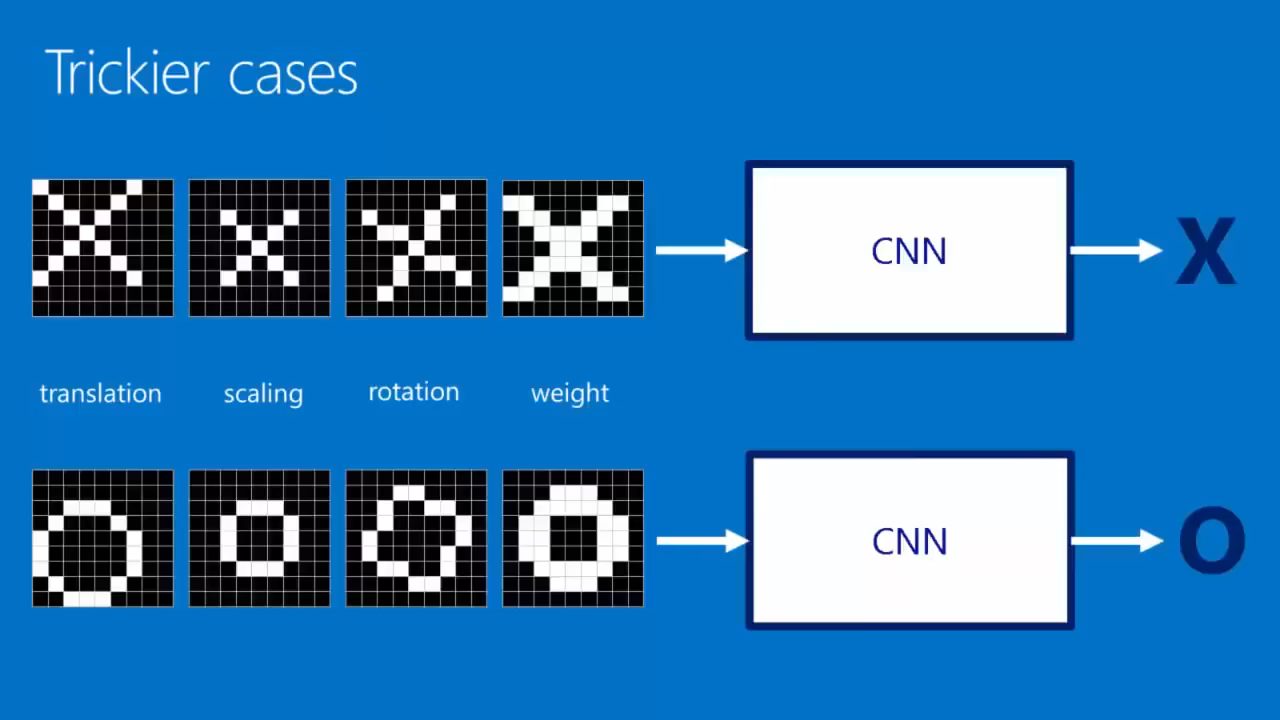 Trickier cases
CNN
X
translation scaling rotation weight
CNN
O